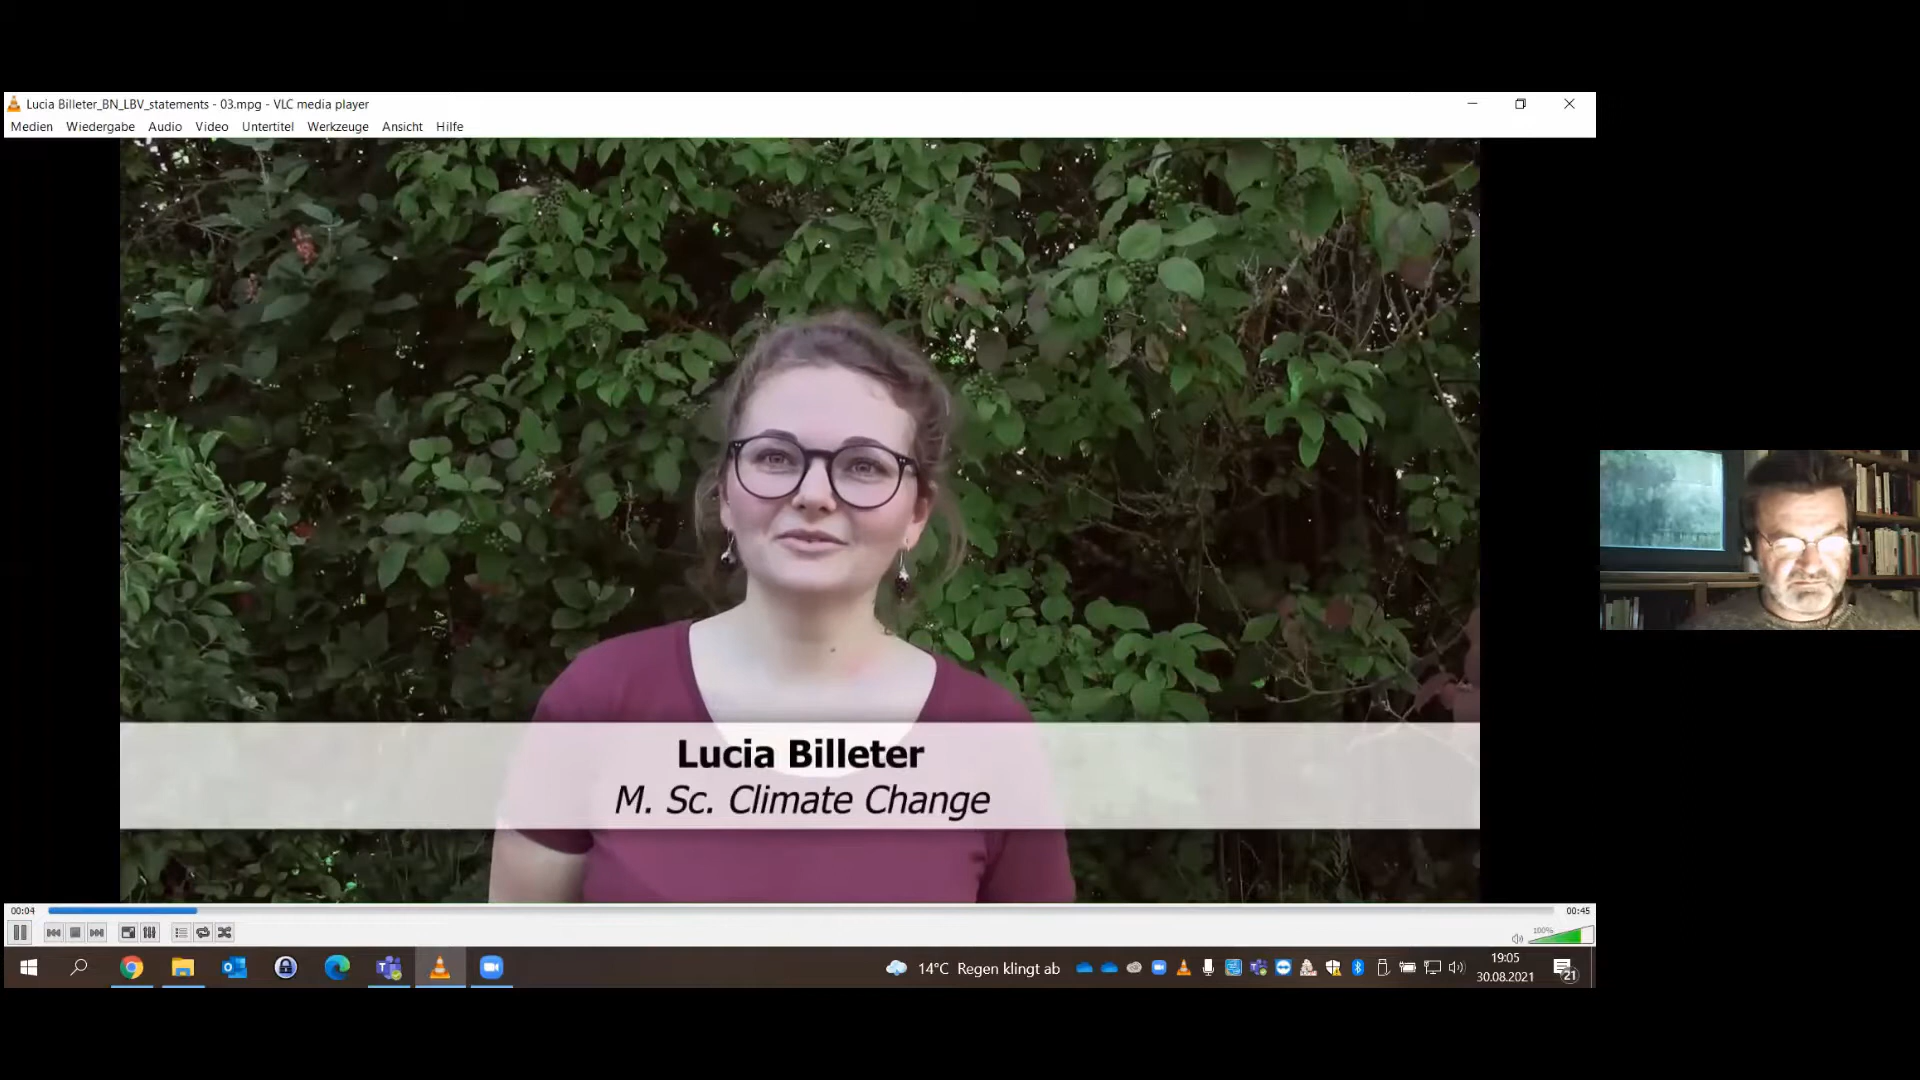 Lucia Billeter_BN_LBV_statements - 03.mpg - VLC media player
Medien Wiedergabe Audio Video Untertitel Werkzeuge Ansicht Hilfe
Lucia Billeter
M. Sc. Climate Change
00:04 00:45
100%
14°C Regen klingt ab
19:05
30.08.2021
21